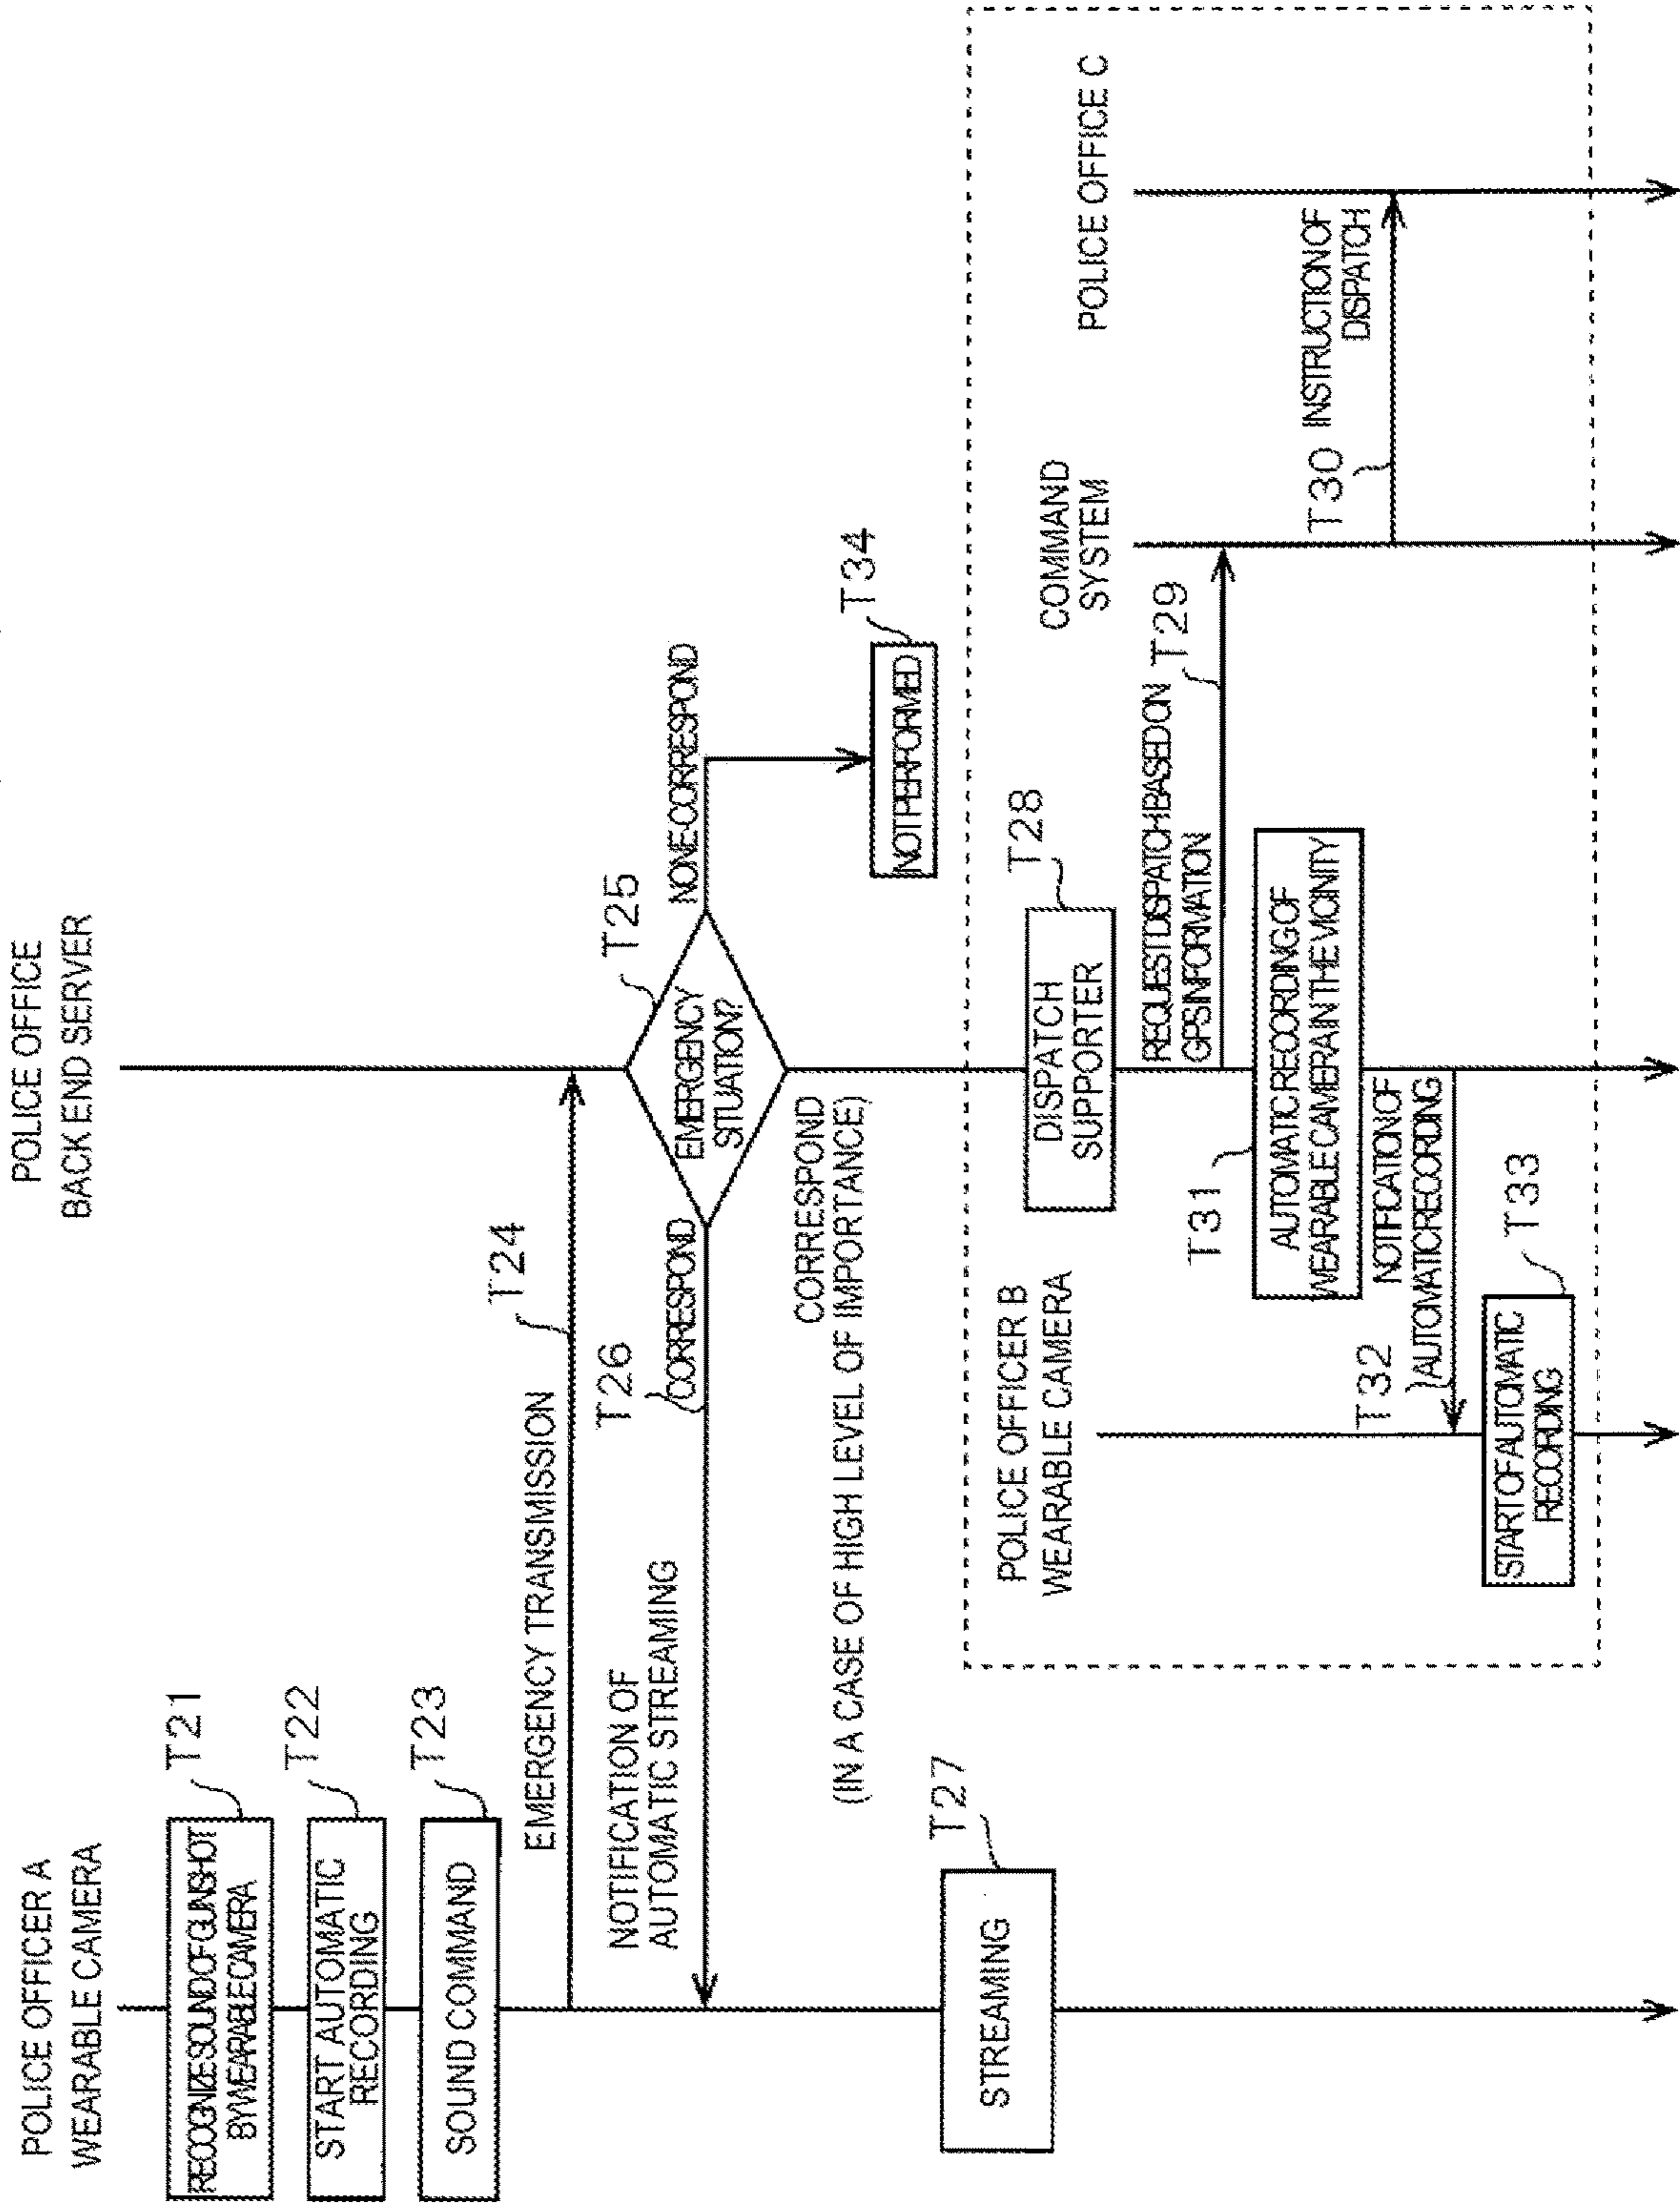 POLICE OFFICER A
WEARABLE CAMERA
POLICE OFFICE
BACK END SERVER
RECOGNIZE SOUND OF GUNSHOT
BY WEARABLE CAMERA
T21
START AUTOMATIC
RECORDING
T22
SOUND COMMAND
T23
EMERGENCY TRANSMISSION
T24
EMERGENCY
SITUATION?
T25
NONE-CORRESPOND
NOT PERFORMED
T34
NOTIFICATION OF
AUTOMATIC STREAMING
T26
CORRESPOND
CORRESPOND
(IN A CASE OF HIGH LEVEL OF IMPORTANCE)
STREAMING
T27
POLICE OFFICER B
WEARABLE CAMERA
DISPATCH
SUPPORTER
T28
COMMAND
SYSTEM
POLICE OFFICE C
REQUEST DISPATCH BASED ON
GPS INFORMATION
T29
T30
INSTRUCTION OF
DISPATCH
T31
AUTOIMATIC RECORDING OF
WEARABLE CAMERA IN THE VICINITY
T32
NOTIFICATION OF
AUTOMATIC RECORDING
START OF AUTOMATIC
RECORDING
T33